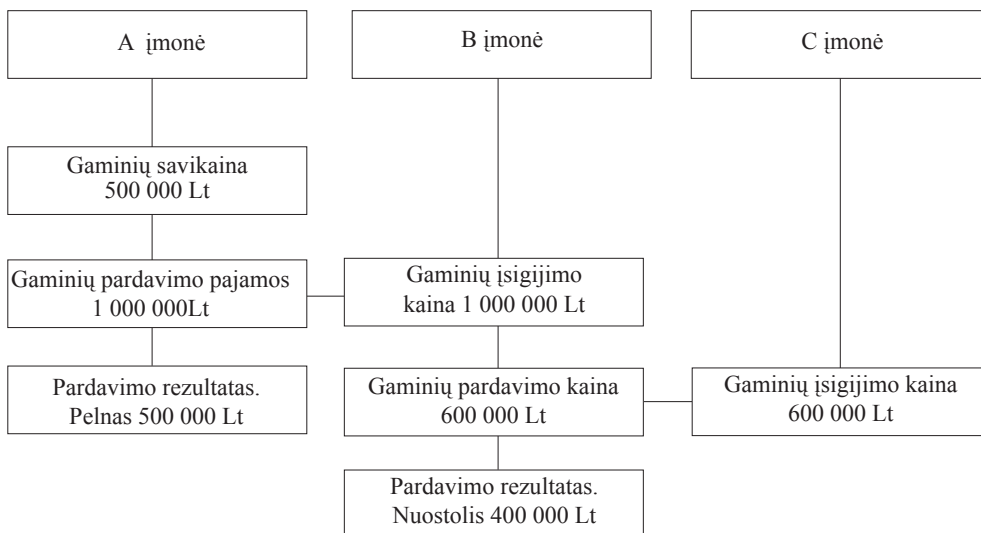 A įmonė
B įmonė
C įmonė
Gaminių savikaina
500 000 Lt
Gaminių pardavimo pajamos
1 000 000Lt
Gaminių įsigijimo
kaina 1 000 000 Lt
Pardavimo rezultatas.
Pelnas 500 000 Lt
Gaminių pardavimo kaina
600 000 Lt
Gaminių įsigijimo kaina
600 000 Lt
Pardavimo rezultatas.
Nuostolis 400 000 Lt